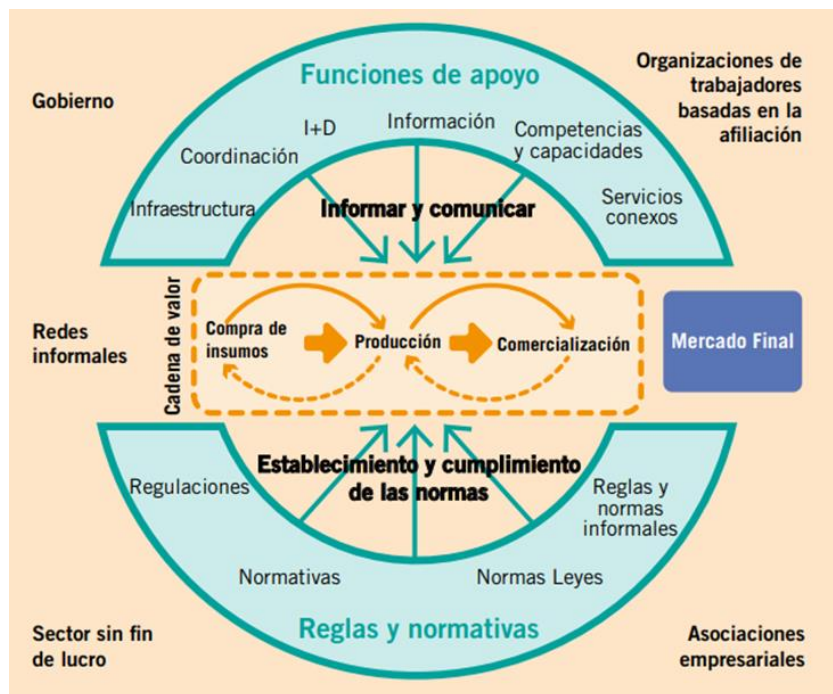 Funciones de apoyo
Organizaciones de
trabajadores
basadas en la
afiliación
Gobierno
I+D
Información
Competencias
y capacidades
Coordinación
Infraestructura
Servicios
conexos
Informar y comunicar
Redes
informales
Cadena de valor
Compra de
insumos
Producción
Comercialización
Mercado Final
Establecimiento y cumplimiento
de las normas
Regulaciones
Reglas y
normas
informales
Normativas
Normas Leyes
Reglas y normativas
Sector sin fin
de lucro
Asociaciones
empresariales